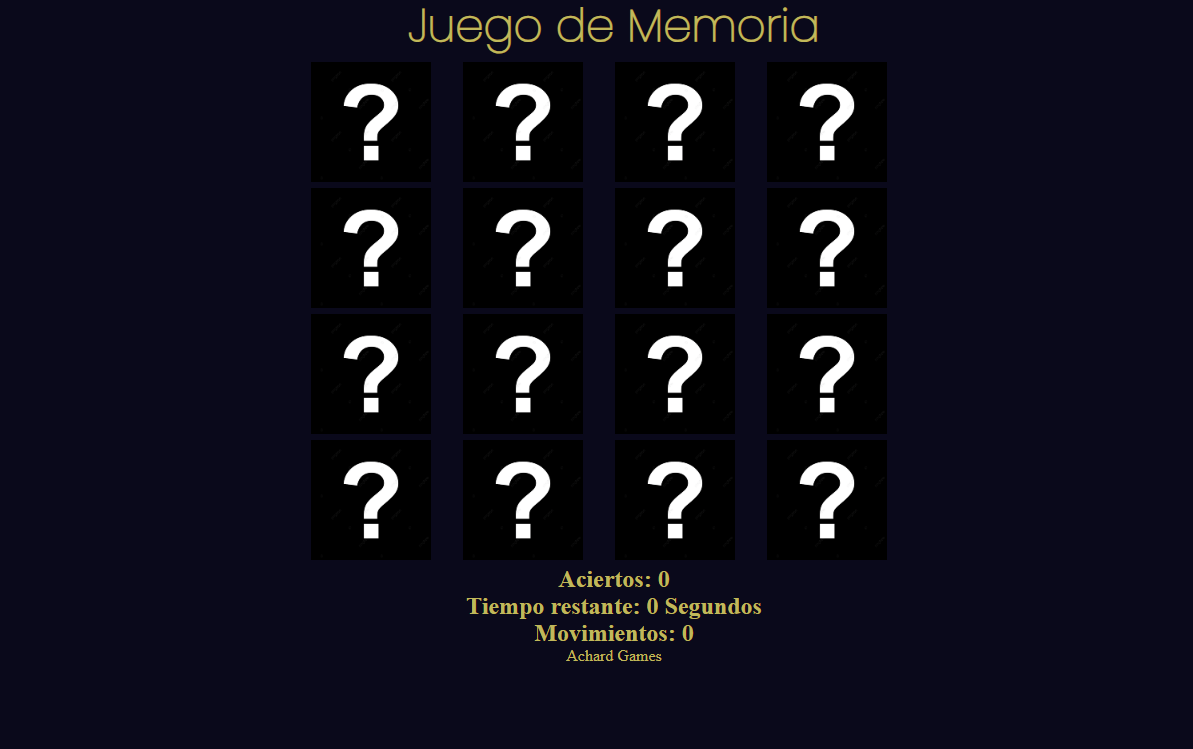 Juego de Memoria
? ? ? ?
? ? ? ?
? ? ? ?
? ? ? ?
Aciertos: 0
Tiempo restante: 0 Segundos
Movimientos: 0
Achard Games